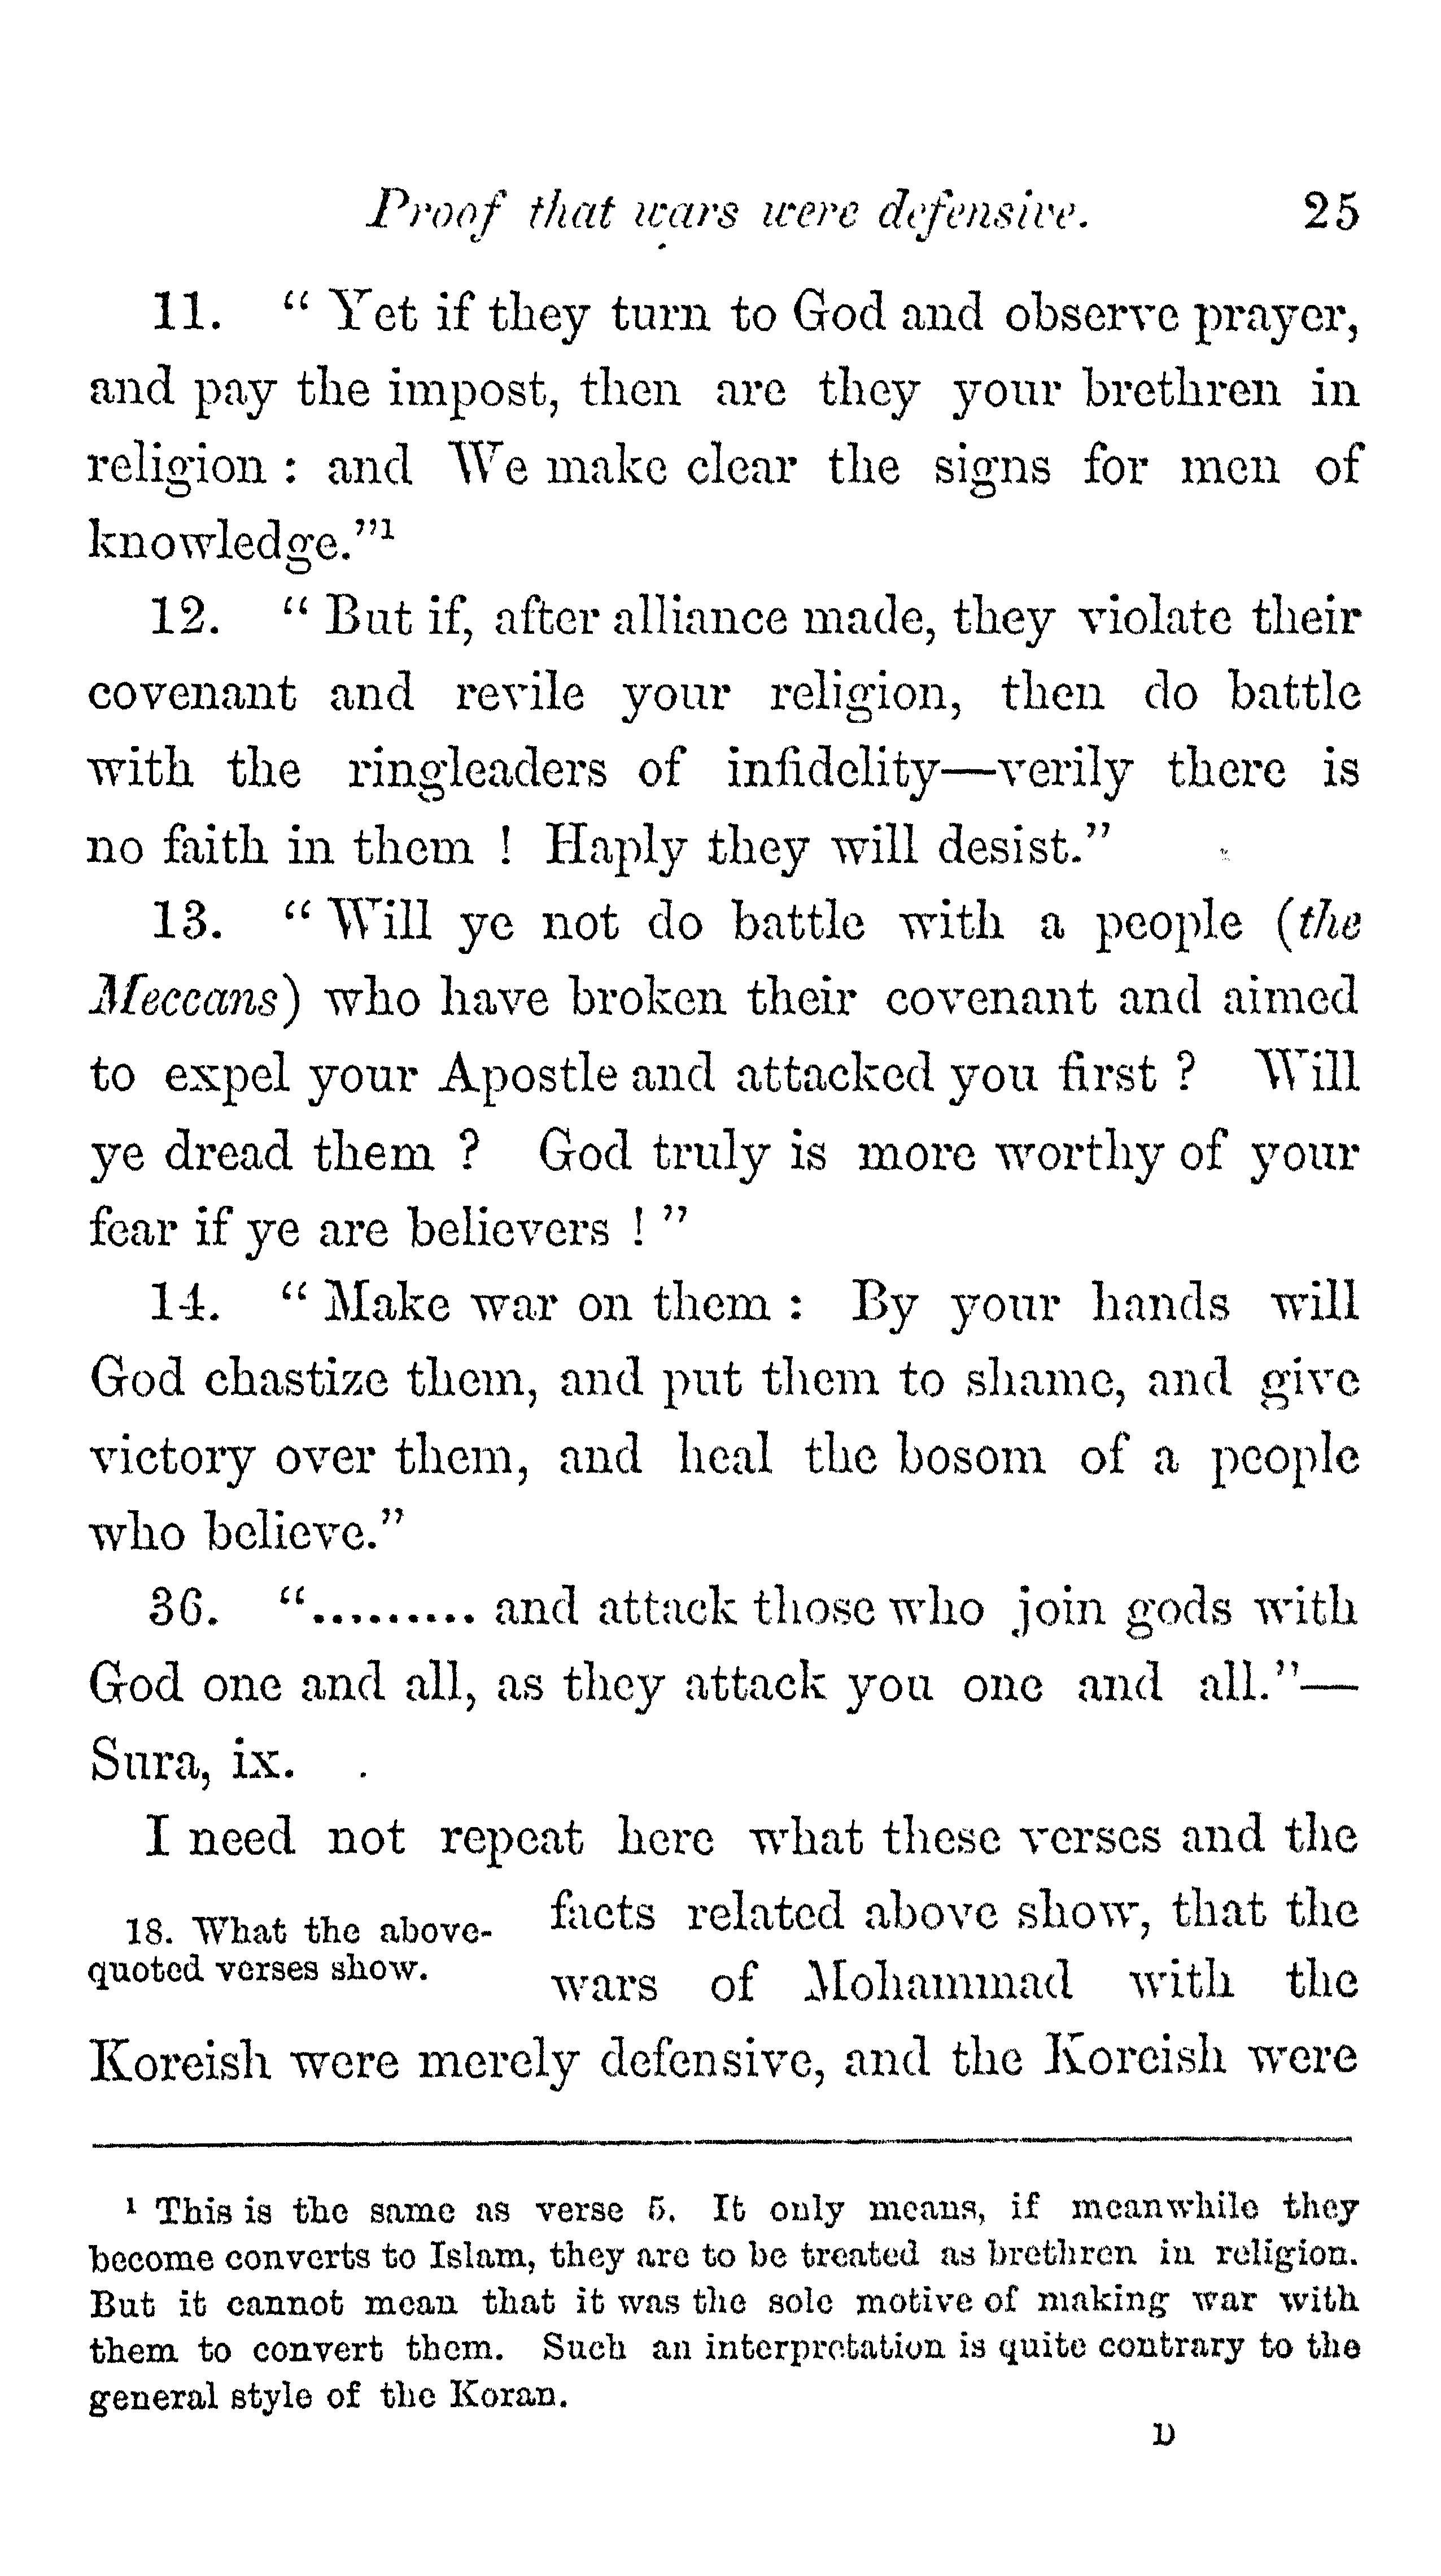 Proof that wars were defensive. 25
11. “ Yet if they turn to God and observe prayer,
and pay the impost, then are they your brethren in
religion : and We make clear the signs for men of
knowledge.”¹
12. “ But if, after alliance made, they violate their
covenant and revile your religion, then do battle
with the ringleaders of infidelity—verily there is
no faith in them ! Haply they will desist.”
13. “ Will ye not do battle with a people (the
Meccans) who have broken their covenant and aimed
to expel your Apostle and attacked you first ? Will
ye dread them ? God truly is more worthy of your
fear if ye are believers ! ”
14. “ Make war on them : By your hands will
God chastize them, and put them to shame, and give
victory over them, and heal the bosom of a people
who believe.”
36. “......... and attack those who join gods with
God one and all, as they attack you one and all.”—
Sura, ix.
I need not repeat here what these verses and the
18. What the above-
quoted verses show.
facts related above show, that the
wars of Mohammad with the
Koreish were merely defensive, and the Koreish were
¹ This is the same as verse 5. It only means, if meanwhile they
become converts to Islam, they are to be treated as brethren in religion.
But it cannot mean that it was the sole motive of making war with
them to convert them. Such an interpretation is quite contrary to the
general style of the Koran.
D